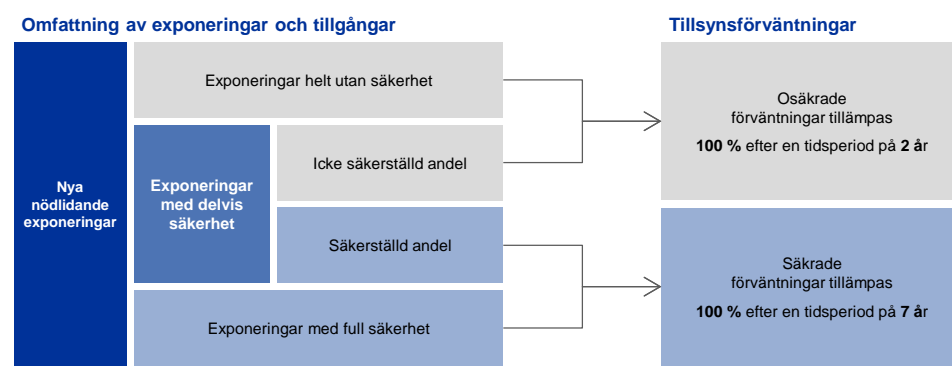 Omfattning av exponeringar och tillgångar
Tillsynsförväntningar
Nya
nödlidande
exponeringar
Exponeringar helt utan säkerhet
Exponeringar
med delvis
säkerhet
Icke säkerställd andel
Säkerställd andel
Exponeringar med full säkerhet
Osäkrade
förväntningar tillämpas
100 % efter en tidsperiod på 2 år
Säkrade
förväntningar tillämpas
100 % efter en tidsperiod på 7 år